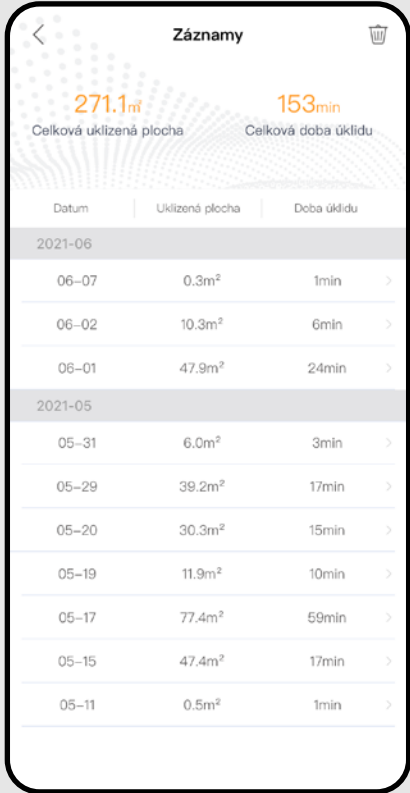 Záznamy
271.1㎡ 153min
Celková uklizená plocha Celková doba úklidu
Datum Uklizená plocha Doba úklidu
2021-06
06–07 0.3m² 1min
06–02 10.3m² 6min
06–01 47.9m² 24min
2021-05
05–31 6.0m² 3min
05–29 39.2m² 17min
05–20 30.3m² 15min
05–19 11.9m² 10min
05–17 77.4m² 59min
05–15 47.4m² 17min
05–11 0.5m² 1min